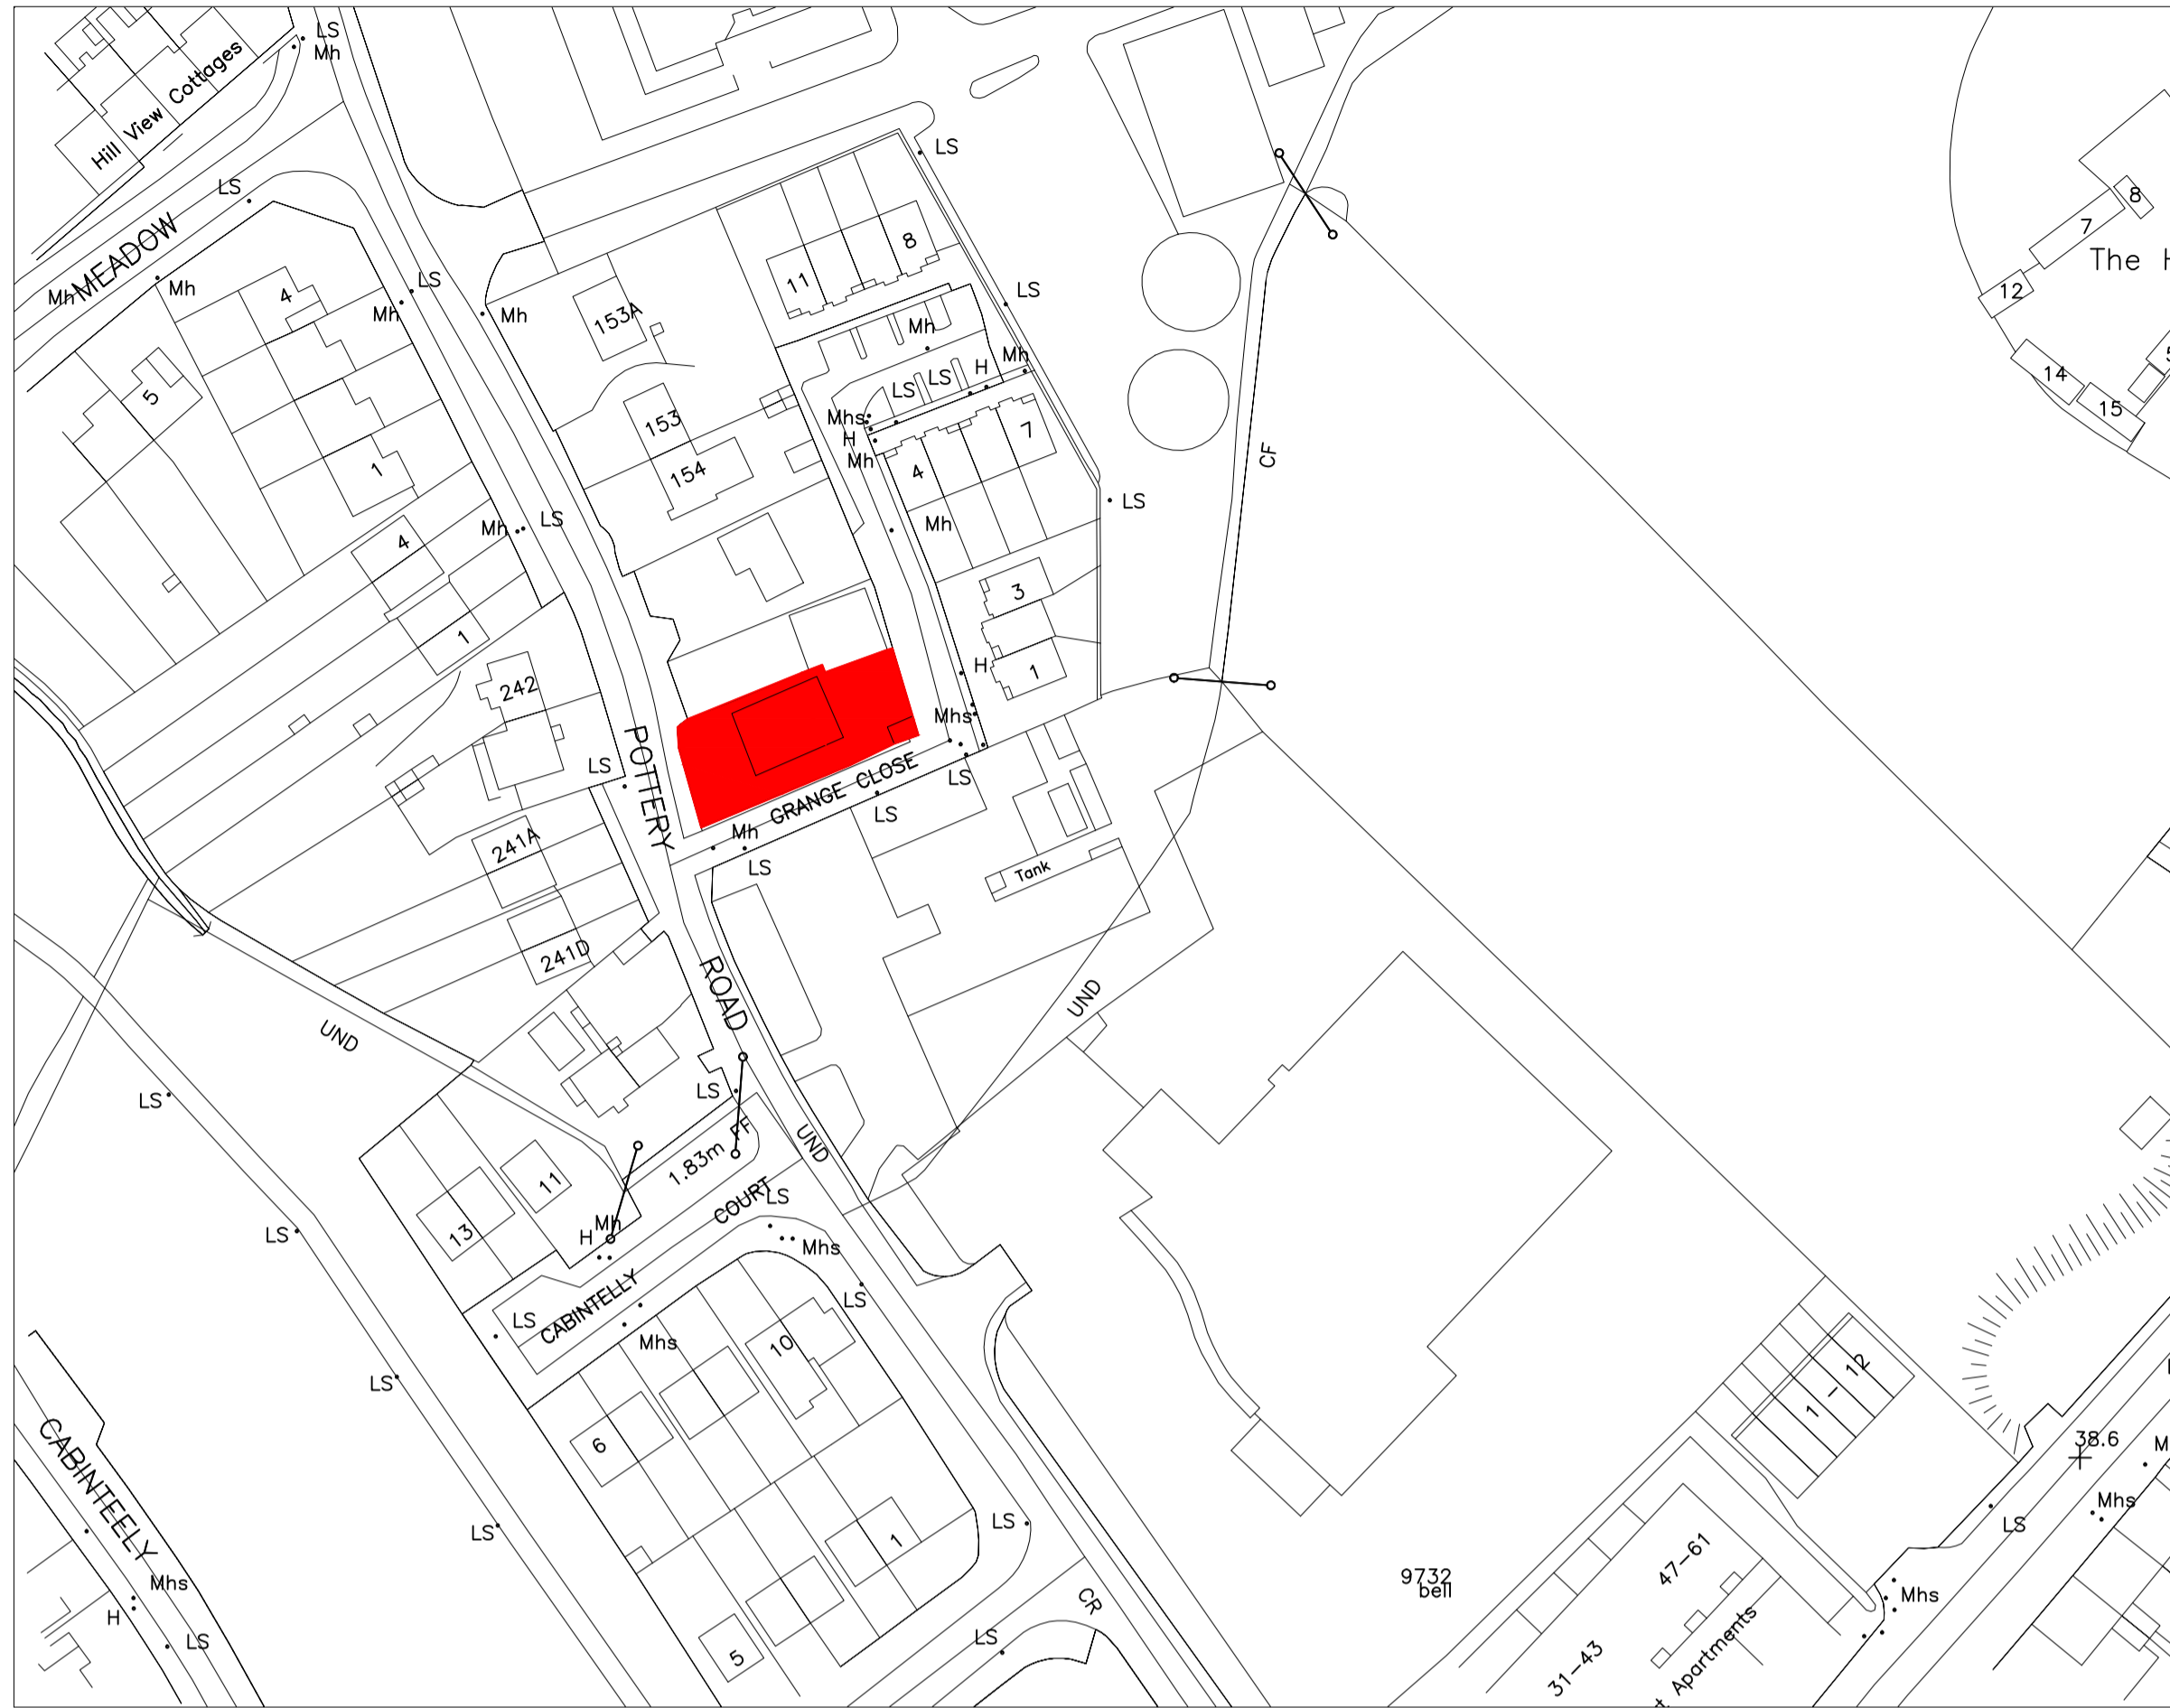 LS
Mh
Hill View Cottages
LS
LS
MEADOW
8
7
The
Mh
Mh
LS
4
Mh
Mh
153A
11
8
LS
12
Mh
Mh
14
15
5
H
LS
LS
153
Mhs
H
7
Mh
154
4
CF
1
LS
Mh
LS
Mh
4
3
1
H
1
242
Mhs
POTTERY
LS
LS
GRANGE CLOSE
LS
Mh
LS
241A
Tank
241D
ROAD
UND
UND
LS
LS
1.83m FF
UND
11
COURT
LS
13
Mh
H
Mhs
LS
LS
CABINTELLY
LS
Mhs
10
1 - 12
LS
6
38.6
CABINTEELY
Mhs
LS
LS
LS
1
47-61
9732
bell
Mhs
Mhs
H
CR
LS
LS
5
31-43
Apartments